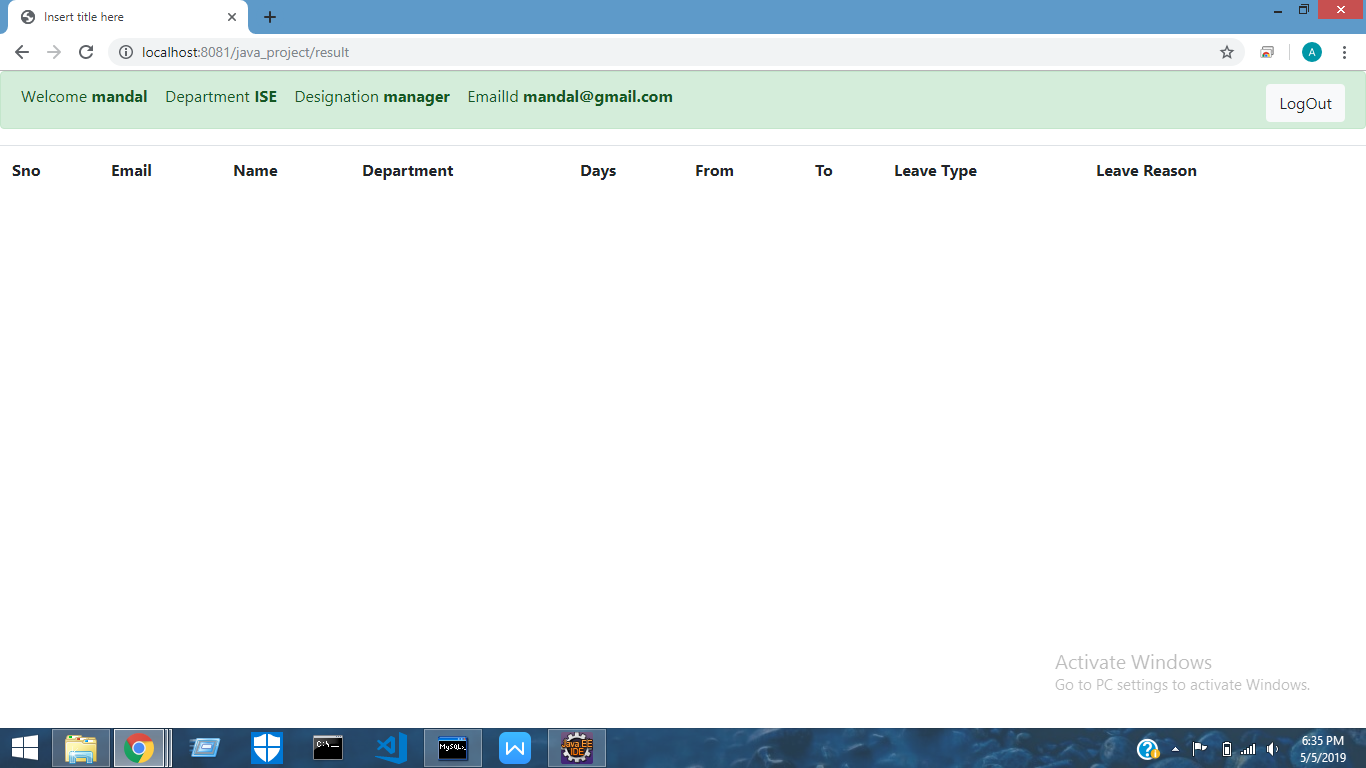 Insert title here
localhost:8081/java_project/result
A
Welcome mandal Department ISE Designation manager EmailId mandal@gmail.com LogOut
Sno Email Name Department Days From To Leave Type Leave Reason
Activate Windows
Go to PC settings to activate Windows.
C:\_
MySQL
Java EE
IDE
6:35 PM
5/5/2019